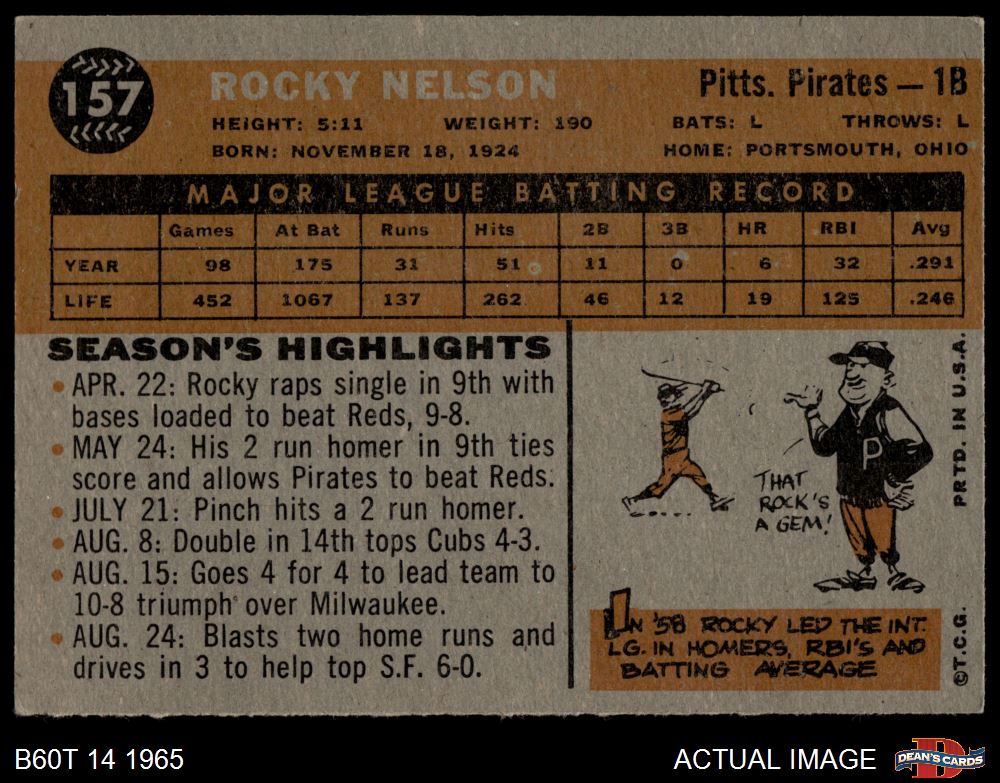 157
ROCKY NELSON
Pitts. Pirates — 1B
HEIGHT: 5:11 WEIGHT: 190 BATS: L THROWS: L
BORN: NOVEMBER 18, 1924 HOME: PORTSMOUTH, OHIO
MAJOR LEAGUE BATTING RECORD
Games At Bat Runs Hits 2B 3B HR RBI Avg
YEAR 98 175 31 51 11 0 6 32 .291
LIFE 452 1067 137 262 46 12 19 125 .246
SEASON'S HIGHLIGHTS
• APR. 22: Rocky raps single in 9th with
bases loaded to beat Reds, 9-8.
• MAY 24: His 2 run homer in 9th ties
score and allows Pirates to beat Reds.
• JULY 21: Pinch hits a 2 run homer.
• AUG. 8: Double in 14th tops Cubs 4-3.
• AUG. 15: Goes 4 for 4 to lead team to
10-8 triumph over Milwaukee.
• AUG. 24: Blasts two home runs and
drives in 3 to help top S.F. 6-0.
THAT
ROCK'S
A GEM!
P
IN '58 ROCKY LED THE INT.
LG. IN HOMERS, RBI'S AND
BATTING AVERAGE
©T.C.G. PRTD. IN U.S.A.
B60T 14 1965
ACTUAL IMAGE
D
DEAN'S CARDS